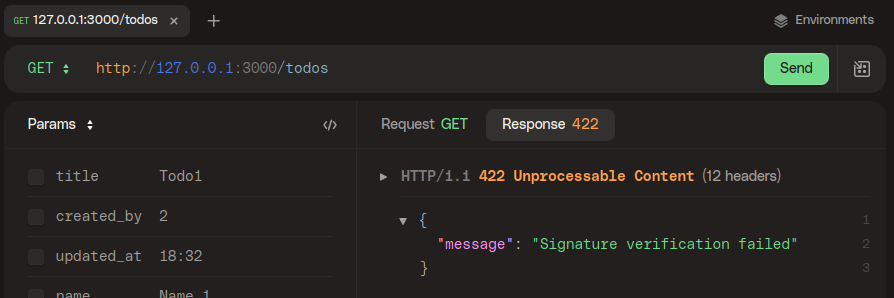 GET 127.0.0.1:3000/todos × + Environments
GET http://127.0.0.1:3000/todos Send
Params </> Request GET Response 422
title Todo1
created_by 2
updated_at 18:32
name Name 1
HTTP/1.1 422 Unprocessable Content (12 headers)
{ 1
"message": "Signature verification failed" 2
} 3